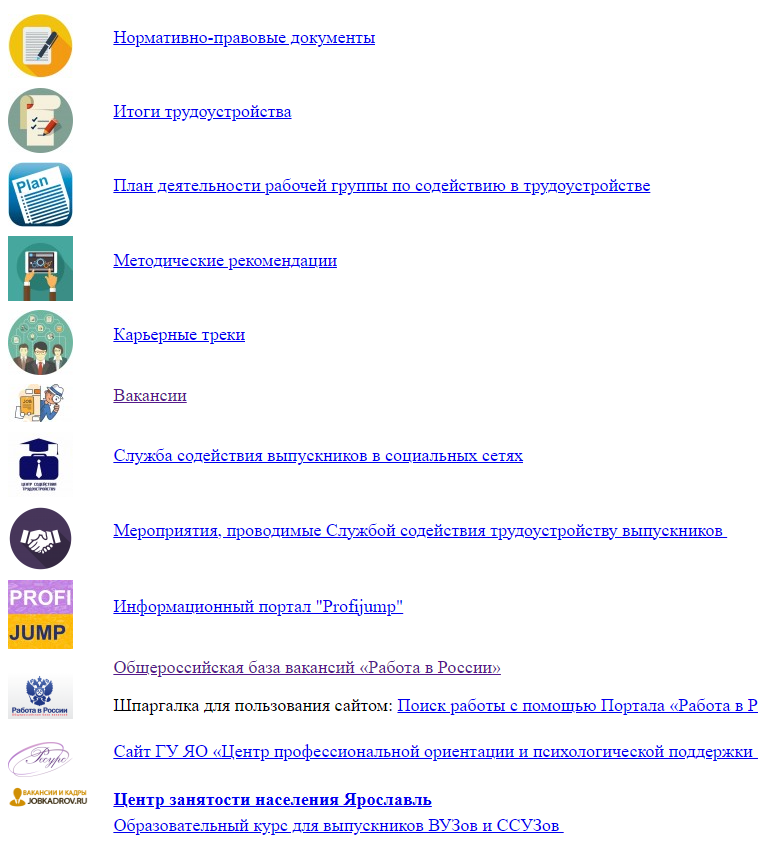 Нормативно-правовые документы
Итоги трудоустройства
Plan
План деятельности рабочей группы по содействию в трудоустройстве
Методические рекомендации
Карьерные треки
Вакансии
JOB
Служба содействия выпускников в социальных сетях
ЦЕНТР СОДЕЙСТВИЯ
ТРУДОУСТРОЙСТВУ
Мероприятия, проводимые Службой содействия трудоустройству выпускников
PROFI
JUMP
Информационный портал "Profijump"
Общероссийская база вакансий «Работа в России»
Работа в России
Шпаргалка для пользования сайтом: Поиск работы с помощью Портала «Работа в Р
Ресурс
Сайт ГУ ЯО «Центр профессиональной ориентации и психологической поддержки
ВАКАНСИИ И КАДРЫ
JOBKADROV.RU
Центр занятости населения Ярославль
Образовательный курс для выпускников ВУЗов и ССУЗов